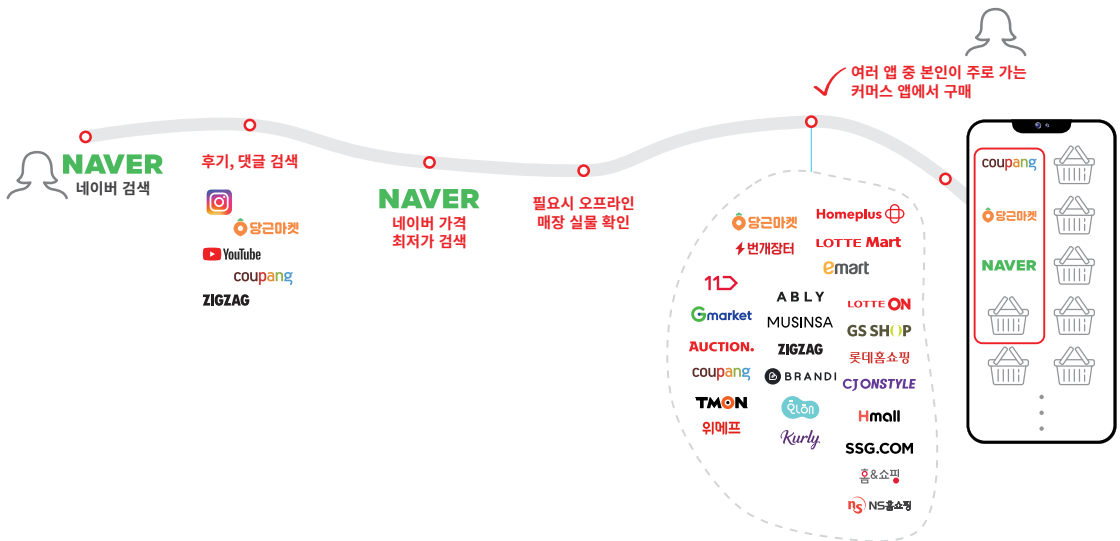 NAVER
네이버 검색
후기, 댓글 검색
당근마켓
YouTube
coupang
ZIGZAG
NAVER
네이버 가격
최저가 검색
필요시 오프라인
매장 실물 확인
여러 앱 중 본인이 주로 가는
커머스 앱에서 구매
당근마켓
번개장터
Homeplus
LOTTE Mart
emart
11
Gmarket
AUCTION.
coupang
TMON
위메프
ABLY
MUSINSA
ZIGZAG
BRANDI
Kurly
LOTTE ON
GS SHOP
롯데홈쇼핑
CJ ONSTYLE
Hmall
SSG.COM
홈&쇼핑
ns NS홈쇼핑
coupang
당근마켓
NAVER